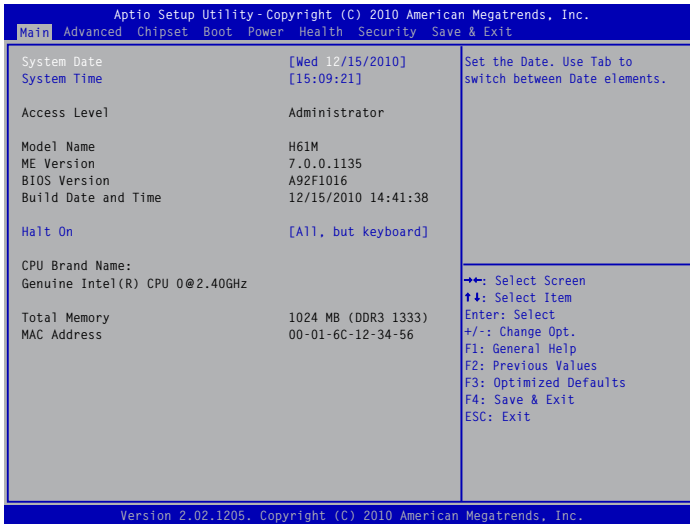 Aptio Setup Utility - Copyright (C) 2010 American Megatrends, Inc.
Main Advanced Chipset Boot Power Health Security Save & Exit
System Date [Wed 12/15/2010]
System Time [15:09:21]
Access Level Administrator
Model Name H61M
ME Version 7.0.0.1135
BIOS Version A92F1016
Build Date and Time 12/15/2010 14:41:38
Halt On [All, but keyboard]
CPU Brand Name:
Genuine Intel(R) CPU 0@2.40GHz
Total Memory 1024 MB (DDR3 1333)
MAC Address 00-01-6C-12-34-56
Set the Date. Use Tab to
switch between Date elements.
→←: Select Screen
↑↓: Select Item
Enter: Select
+/-: Change Opt.
F1: General Help
F2: Previous Values
F3: Optimized Defaults
F4: Save & Exit
ESC: Exit
Version 2.02.1205. Copyright (C) 2010 American Megatrends, Inc.